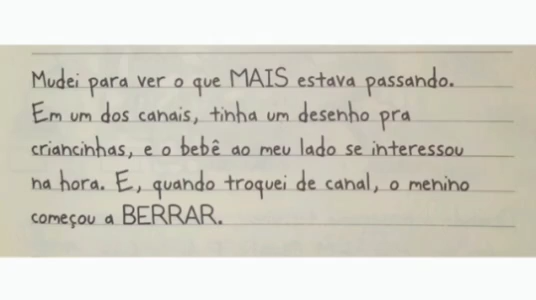 Mudei para ver o que MAIS estava passando.
Em um dos canais, tinha um desenho pra
criancinhas, e o bebê ao meu lado se interessou
na hora. E, quando troquei de canal, o menino
começou a BERRAR.